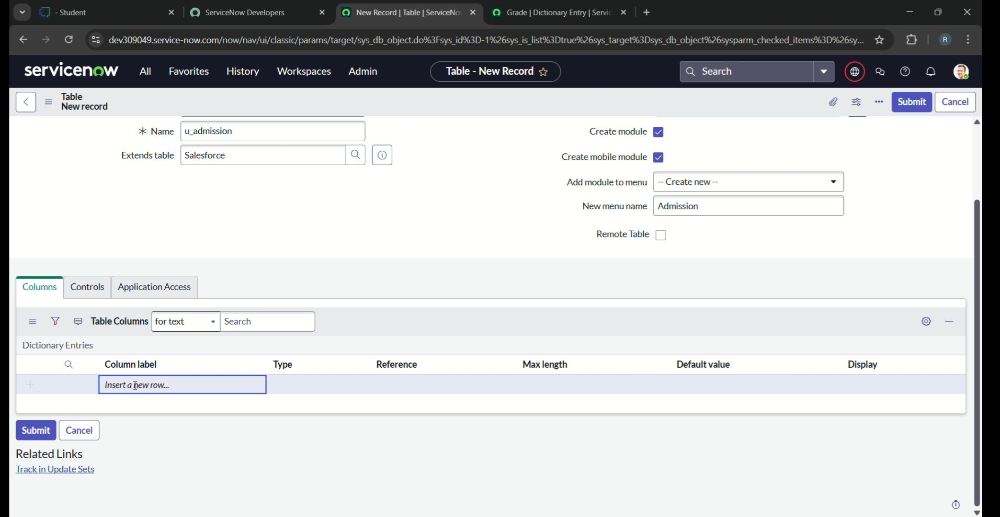 - Student
ServiceNow Developers
New Record | Table | ServiceNo
Grade | Dictionary Entry | Servic
dev309049.service-now.com/now/nav/ui/classic/params/target/sys_db_object.do%3Fsys_id%3D-1%26sys_is_list%3Dtrue%26sys_target%3Dsys_db_object%26sysparm_checked_items%3D%26sy...
R
servicenow
All
Favorites
History
Workspaces
Admin
Table - New Record
Search
Table
New record
Submit
Cancel
Name
u_admission
Create module
Extends table
Salesforce
Create mobile module
Add module to menu
-- Create new --
New menu name
Admission
Remote Table
Columns
Controls
Application Access
Table Columns
for text
Search
Dictionary Entries
Column label
Type
Reference
Max length
Default value
Display
Insert a new row...
Submit
Cancel
Related Links
Track in Update Sets